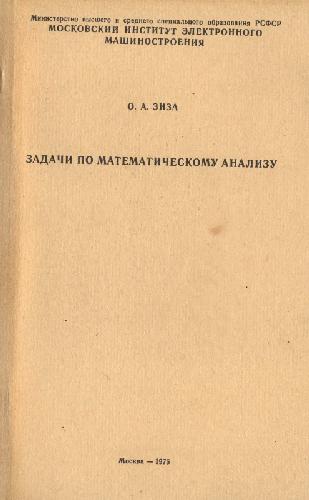 Министерство высшего и среднего специального образования РСФСР
МОСКОВСКИЙ ИНСТИТУТ ЭЛЕКТРОННОГО
МАШИНОСТРОЕНИЯ
О. А. ЗИЗА
ЗАДАЧИ ПО МАТЕМАТИЧЕСКОМУ АНАЛИЗУ
Москва — 1975